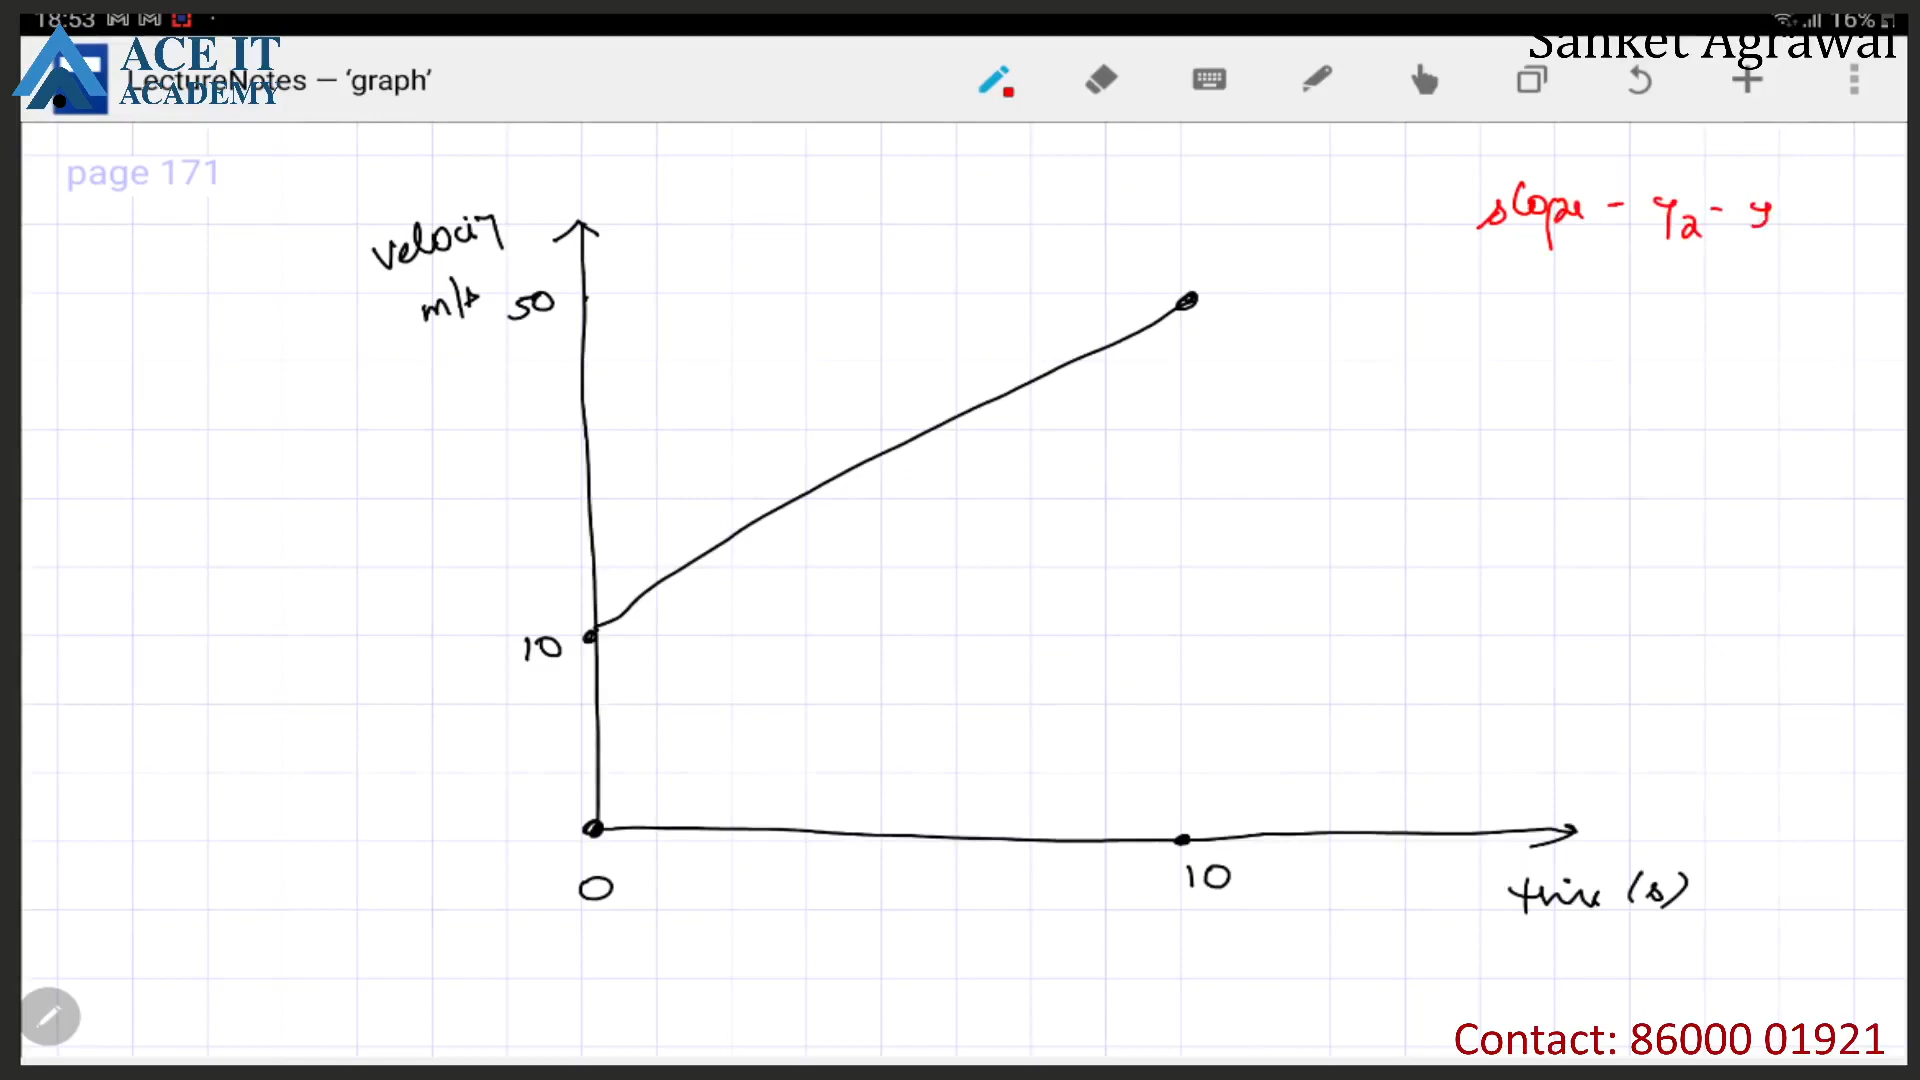 18:53
16%
ACE IT
ACADEMY
LectureNotes – ‘graph’
Sanket Agrawal
page 171
slope - y2 - y
velocity
m/s 50
10
0
10
time (s)
Contact: 86000 01921